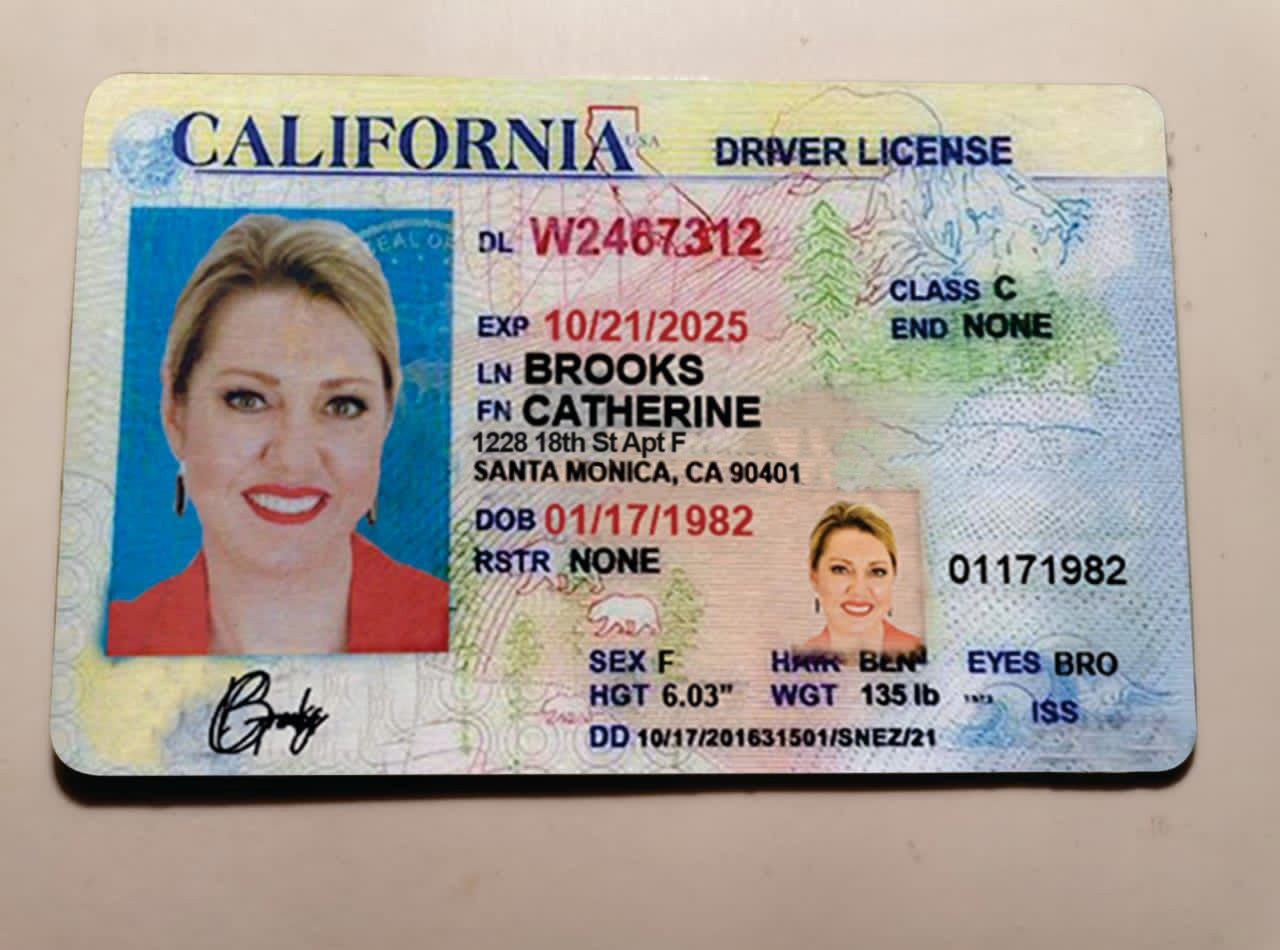 CALIFORNIA USA DRIVER LICENSE
SEAL OF
DL W2467312
CLASS C
EXP 10/21/2025
END NONE
LN BROOKS
FN CATHERINE
1228 18th St Apt F
SANTA MONICA, CA 90401
DOB 01/17/1982
RSTR NONE
01171982
SEX F HAIR BLN EYES BRO
HGT 6.03" WGT 135 lb ISS
DD 10/17/201631501/SNEZ/21
Brooks